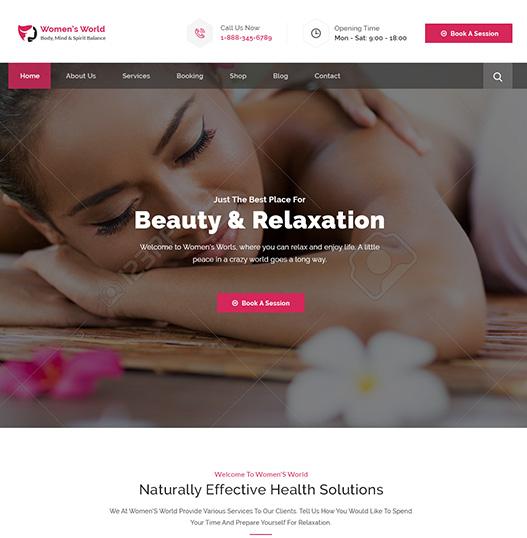 Women's World
Body, Mind & Spirit Balance
Call Us Now
1-888-345-6789
Opening Time
Mon - Sat: 9:00 - 18:00
Book A Session
Home
About Us
Services
Booking
Shop
Blog
Contact
Just The Best Place For
Beauty & Relaxation
Welcome to Women's Worls, where you can relax and enjoy life. A little
peace in a crazy world goes a long way.
Book A Session
Welcome To Women'S World
Naturally Effective Health Solutions
We At Women'S World Provide Various Services To Our Clients. Tell Us How You Would Like To Spend
Your Time And Prepare Yourself For Relaxation.